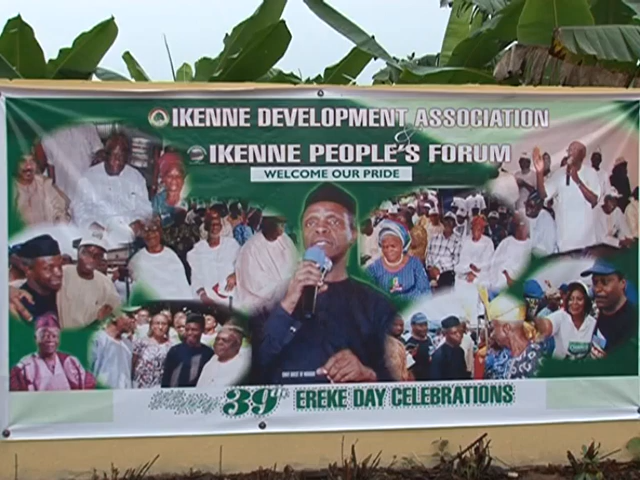 IKENNE DEVELOPMENT ASSOCIATION
&
IKENNE PEOPLE'S FORUM
WELCOME OUR PRIDE
39th EREKE DAY CELEBRATIONS